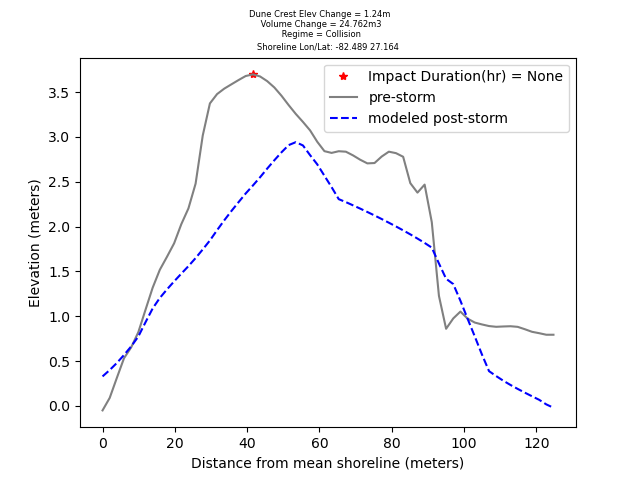 Dune Crest Elev Change = 1.24m
Volume Change = 24.762m3
Regime = Collision
Shoreline Lon/Lat: -82.489 27.164
Impact Duration(hr) = None
pre-storm
modeled post-storm
Elevation (meters)
3.5
3.0
2.5
2.0
1.5
1.0
0.5
0.0
0 20 40 60 80 100 120
Distance from mean shoreline (meters)